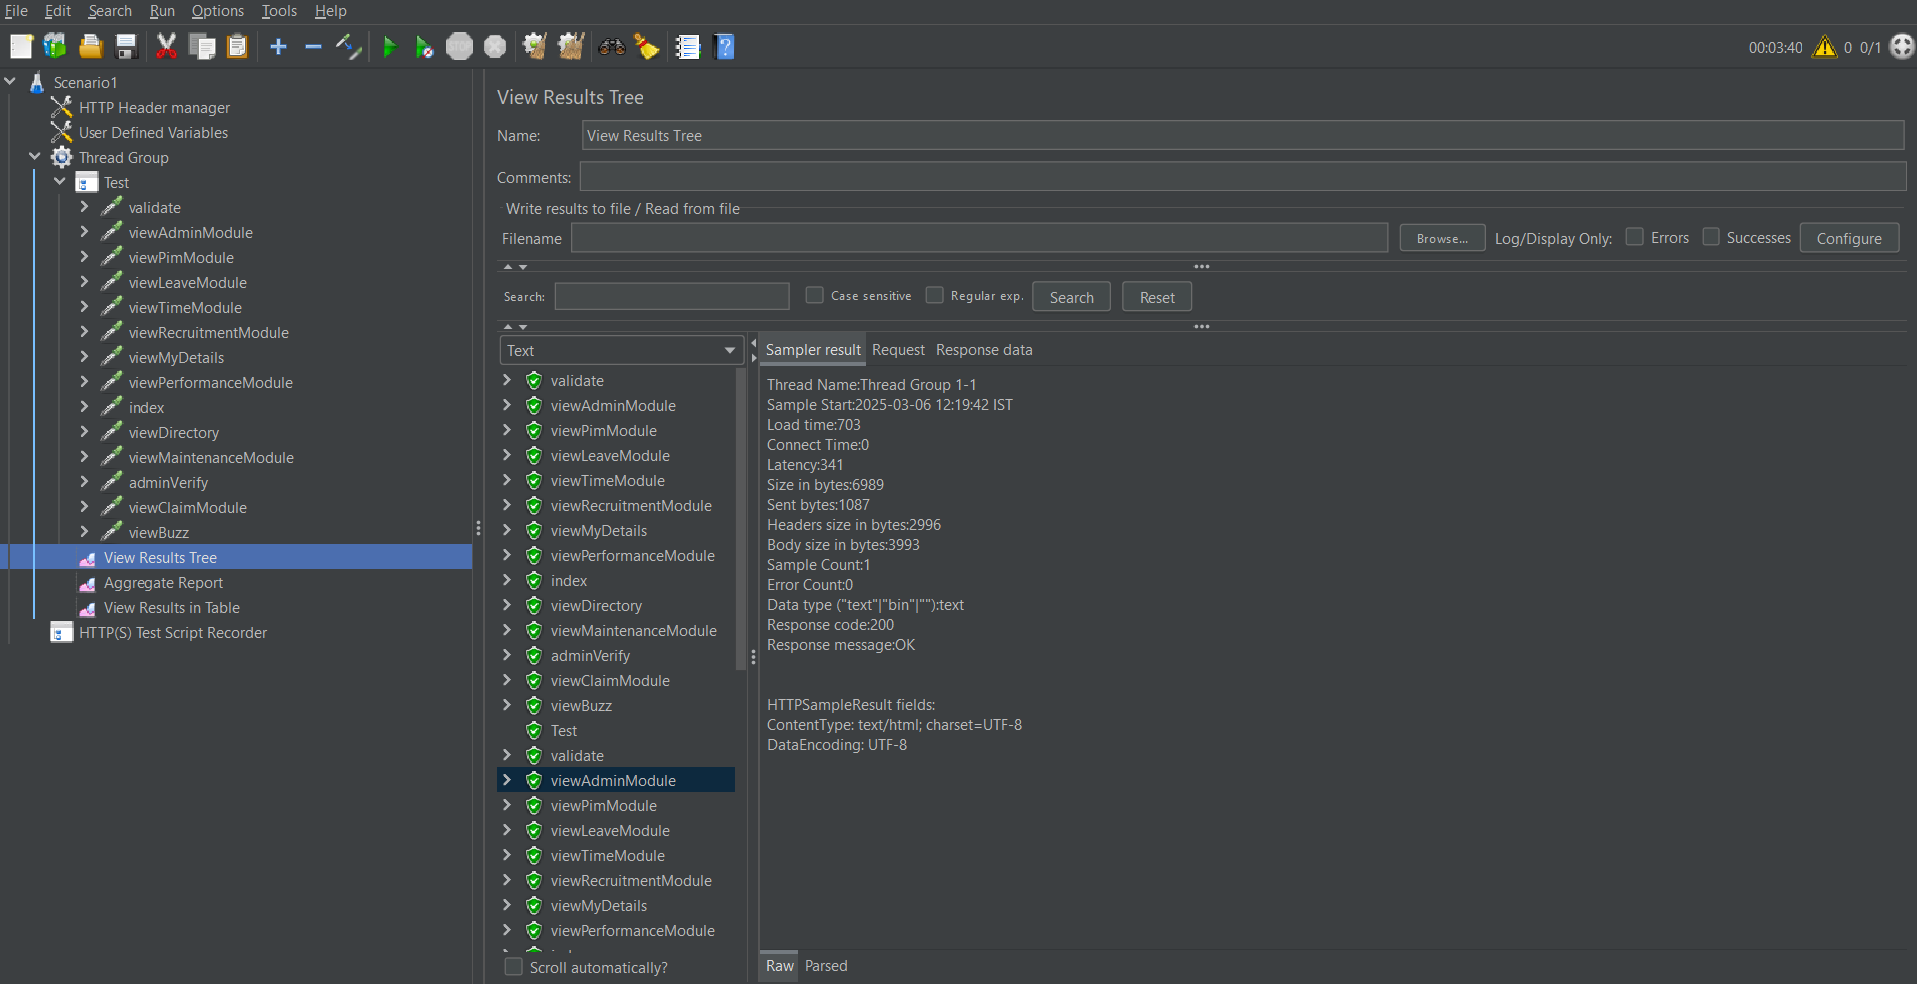 File Edit Search Run Options Tools Help
STOP
00:03:40 0 0/1
Scenario1
HTTP Header manager
User Defined Variables
Thread Group
Test
validate
viewAdminModule
viewPimModule
viewLeaveModule
viewTimeModule
viewRecruitmentModule
viewMyDetails
viewPerformanceModule
index
viewDirectory
viewMaintenanceModule
adminVerify
viewClaimModule
viewBuzz
View Results Tree
Aggregate Report
View Results in Table
HTTP(S) Test Script Recorder
View Results Tree
Name: View Results Tree
Comments:
Write results to file / Read from file
Filename Browse... Log/Display Only: Errors Successes Configure
Search: Case sensitive Regular exp. Search Reset
Text
validate
viewAdminModule
viewPimModule
viewLeaveModule
viewTimeModule
viewRecruitmentModule
viewMyDetails
viewPerformanceModule
index
viewDirectory
viewMaintenanceModule
adminVerify
viewClaimModule
viewBuzz
Test
validate
viewAdminModule
viewPimModule
viewLeaveModule
viewTimeModule
viewRecruitmentModule
viewMyDetails
viewPerformanceModule
Scroll automatically?
Sampler result Request Response data
Thread Name:Thread Group 1-1
Sample Start:2025-03-06 12:19:42 IST
Load time:703
Connect Time:0
Latency:341
Size in bytes:6989
Sent bytes:1087
Headers size in bytes:2996
Body size in bytes:3993
Sample Count:1
Error Count:0
Data type ("text"|"bin"|""):text
Response code:200
Response message:OK
HTTPSampleResult fields:
ContentType: text/html; charset=UTF-8
DataEncoding: UTF-8
Raw Parsed